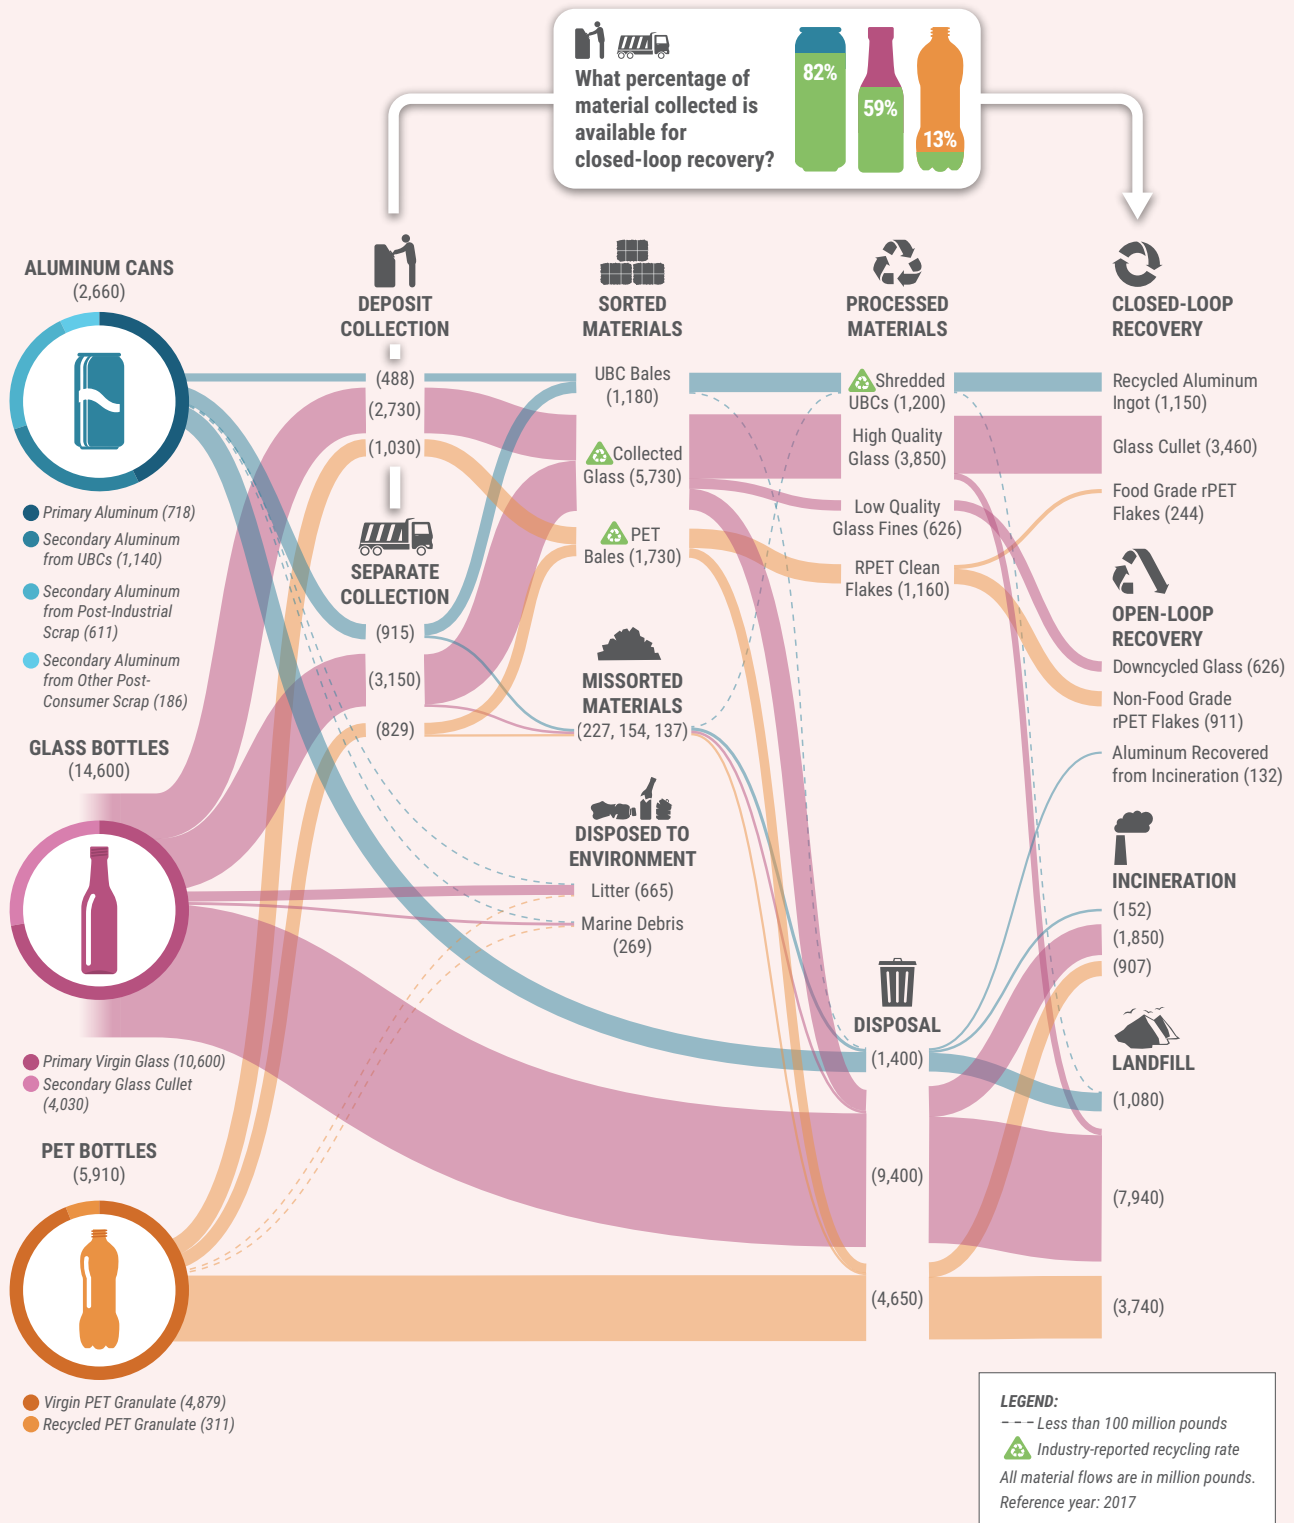 What percentage of
material collected is
available for
closed-loop recovery?
82%
59%
13%
ALUMINUM CANS
(2,660)
Primary Aluminum (718)
Secondary Aluminum
from UBCs (1,140)
Secondary Aluminum
from Post-Industrial
Scrap (611)
Secondary Aluminum
from Other Post-
Consumer Scrap (186)
GLASS BOTTLES
(14,600)
Primary Virgin Glass (10,600)
Secondary Glass Cullet
(4,030)
PET BOTTLES
(5,910)
Virgin PET Granulate (4,879)
Recycled PET Granulate (311)
DEPOSIT
COLLECTION
(488)
(2,730)
(1,030)
SEPARATE
COLLECTION
(915)
(3,150)
(829)
SORTED
MATERIALS
UBC Bales
(1,180)
Collected
Glass (5,730)
PET
Bales (1,730)
MISSORTED
MATERIALS
(227, 154, 137)
DISPOSED TO
ENVIRONMENT
Litter (665)
Marine Debris
(269)
PROCESSED
MATERIALS
Shredded
UBCs (1,200)
High Quality
Glass (3,850)
Low Quality
Glass Fines (626)
RPET Clean
Flakes (1,160)
DISPOSAL
(1,400)
(9,400)
(4,650)
CLOSED-LOOP
RECOVERY
Recycled Aluminum
Ingot (1,150)
Glass Cullet (3,460)
Food Grade rPET
Flakes (244)
OPEN-LOOP
RECOVERY
Downcycled Glass (626)
Non-Food Grade
rPET Flakes (911)
Aluminum Recovered
from Incineration (132)
INCINERATION
(152)
(1,850)
(907)
LANDFILL
(1,080)
(7,940)
(3,740)
LEGEND:
Less than 100 million pounds
Industry-reported recycling rate
All material flows are in million pounds.
Reference year: 2017